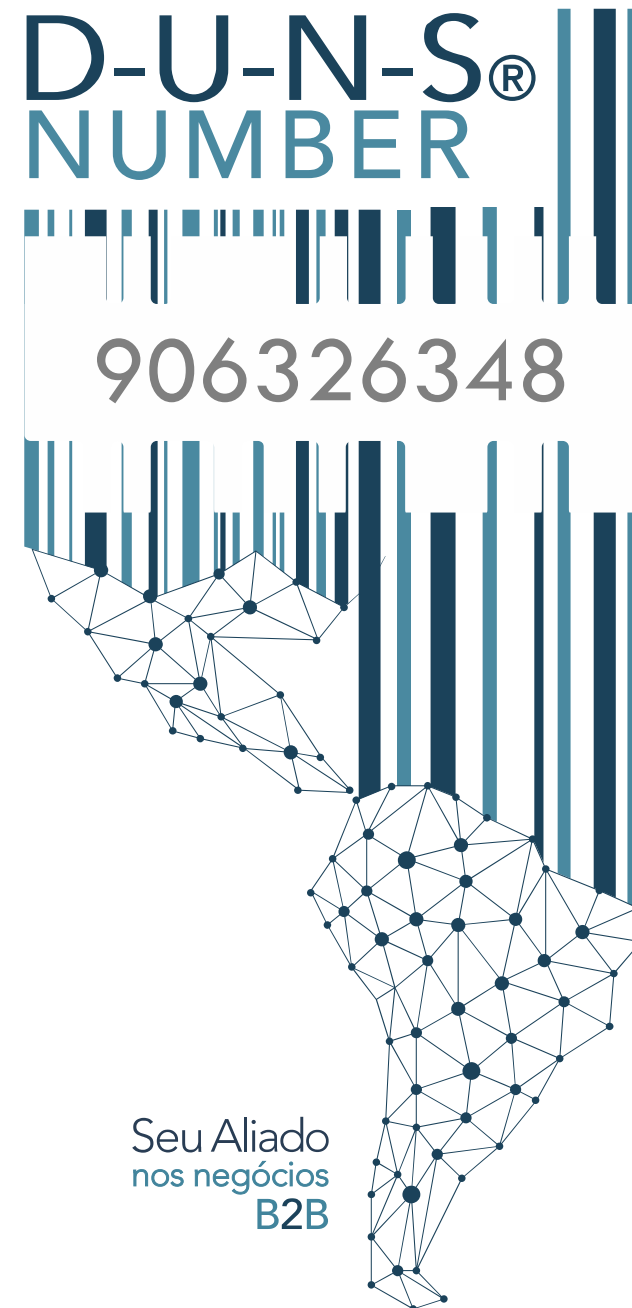 D-U-N-S®
NUMBER
906326348
Seu Aliado
nos negócios
B2B